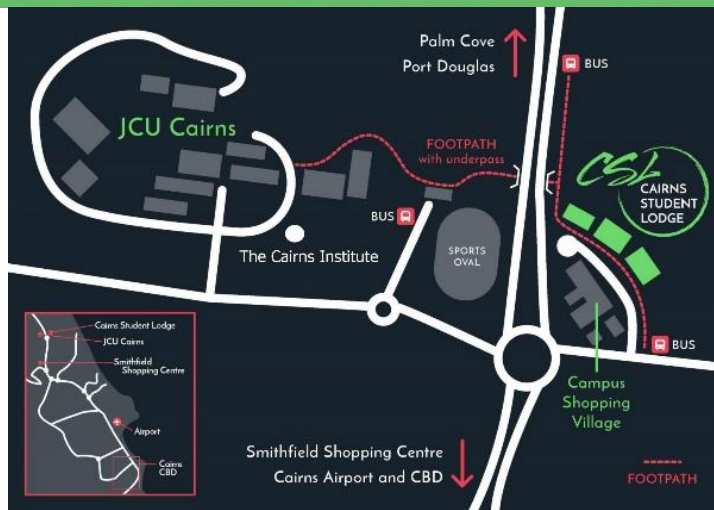 Palm Cove
Port Douglas
BUS
JCU Cairns
FOOTPATH
with underpass
CSL
CAIRNS
STUDENT
LODGE
BUS
The Cairns Institute
SPORTS
OVAL
Cairns Student Lodge
JCU Cairns
Smithfield
Shopping Centre
Airport
Cairns
CBD
BUS
Campus
Shopping
Village
Smithfield Shopping Centre
Cairns Airport and CBD
FOOTPATH